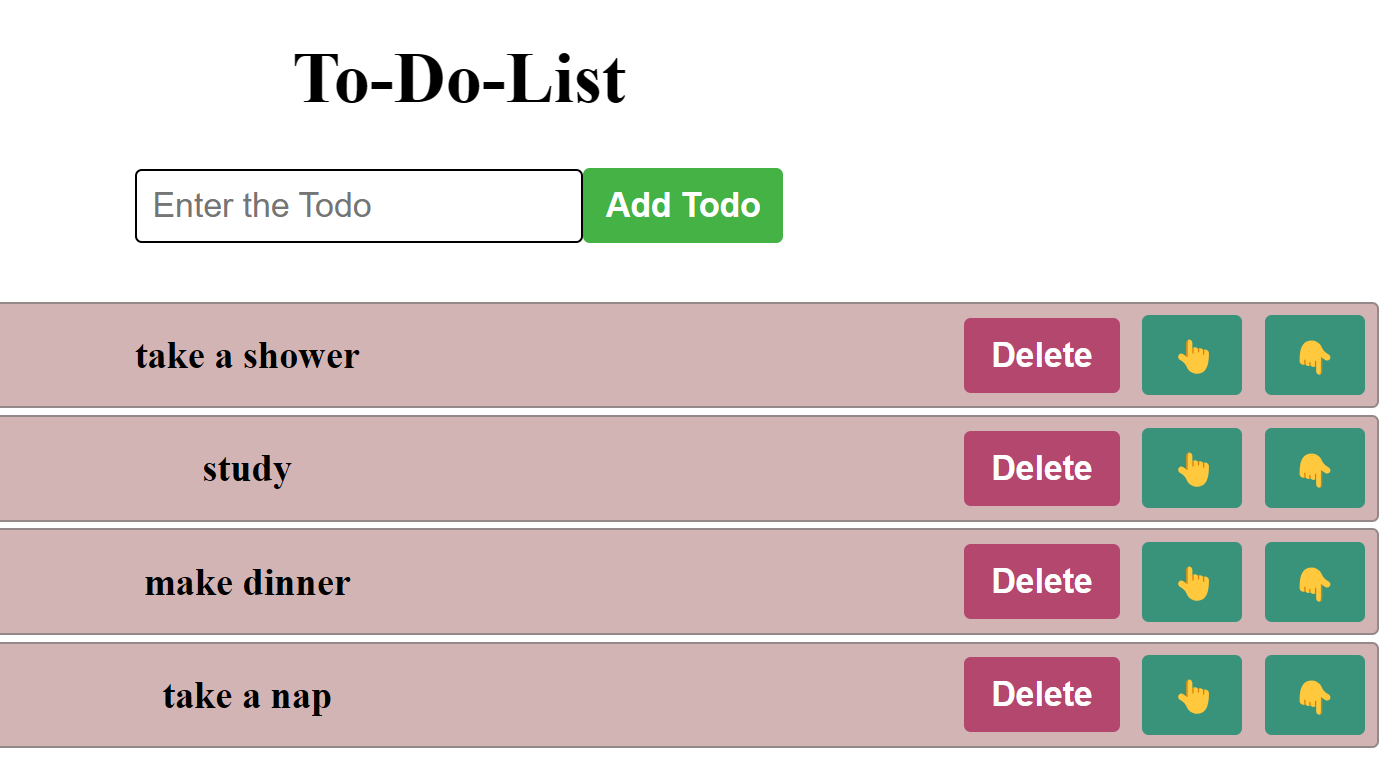 To-Do-List
Enter the Todo Add Todo
take a shower Delete 👆 👇
study Delete 👆 👇
make dinner Delete 👆 👇
take a nap Delete 👆 👇